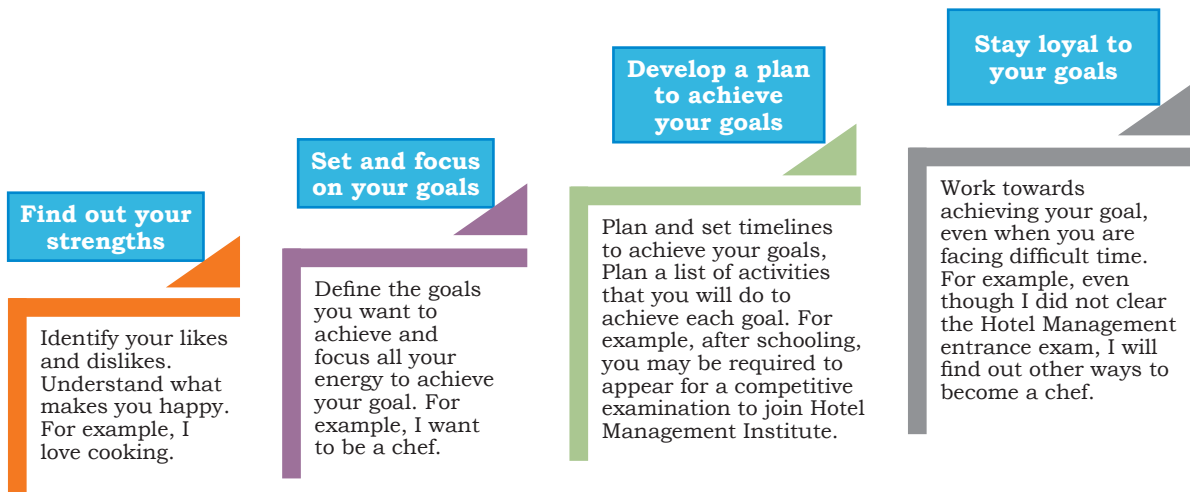 Find out your
strengths
Identify your likes
and dislikes.
Understand what
makes you happy.
For example, I
love cooking.
Set and focus
on your goals
Define the goals
you want to
achieve and
focus all your
energy to achieve
your goal. For
example, I want
to be a chef.
Develop a plan
to achieve
your goals
Plan and set timelines
to achieve your goals,
Plan a list of activities
that you will do to
achieve each goal. For
example, after schooling,
you may be required to
appear for a competitive
examination to join Hotel
Management Institute.
Stay loyal to
your goals
Work towards
achieving your goal,
even when you are
facing difficult time.
For example, even
though I did not clear
the Hotel Management
entrance exam, I will
find out other ways to
become a chef.